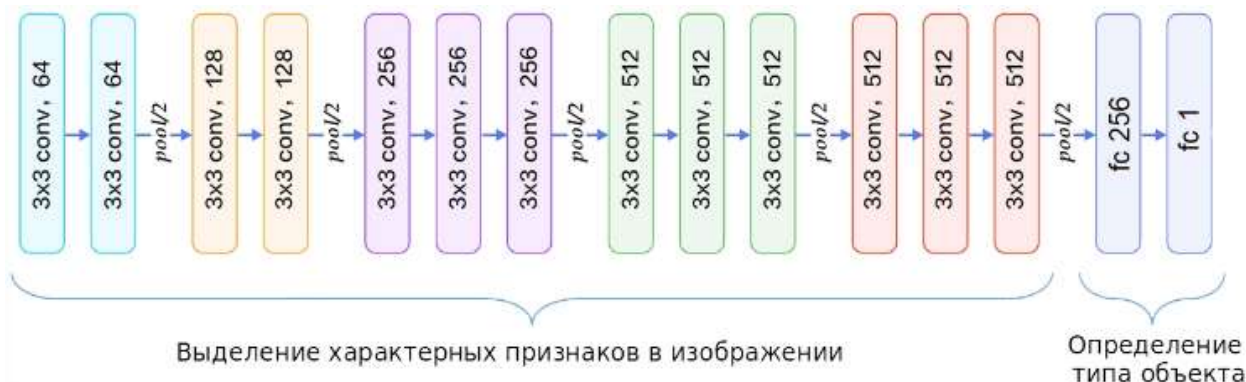 3x3 conv, 64
3x3 conv, 64
pool/2
3x3 conv, 128
3x3 conv, 128
pool/2
3x3 conv, 256
3x3 conv, 256
3x3 conv, 256
pool/2
3x3 conv, 512
3x3 conv, 512
3x3 conv, 512
pool/2
3x3 conv, 512
3x3 conv, 512
3x3 conv, 512
pool/2
fc 256
fc 1
Выделение характерных признаков в изображении
Определение
типа объекта